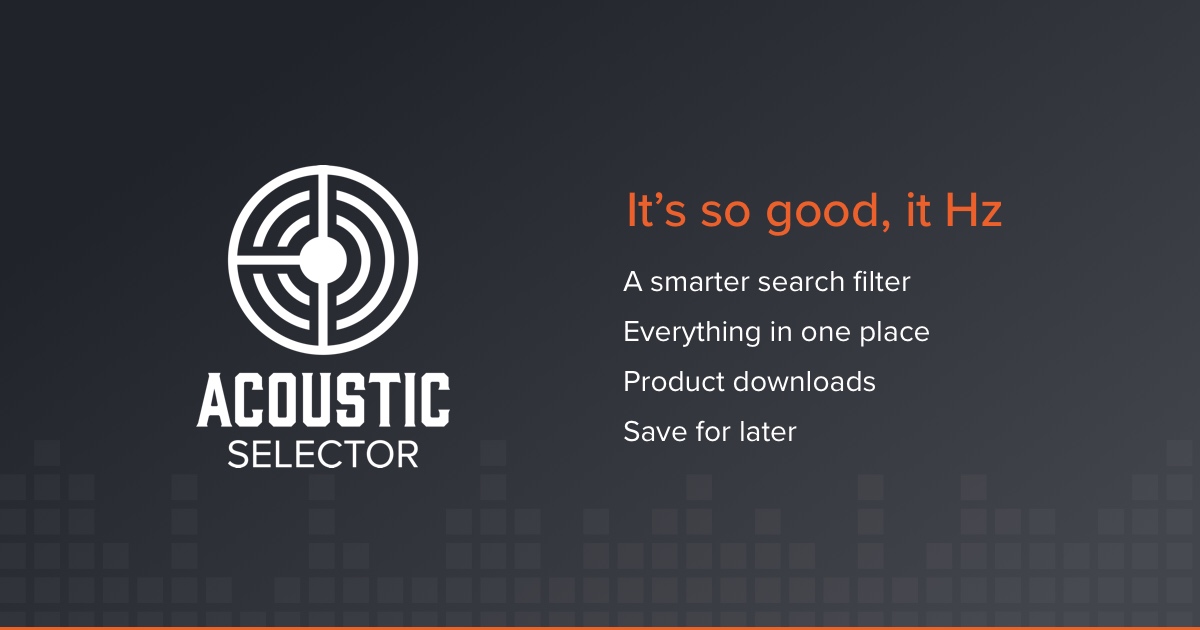 ACOUSTIC
SELECTOR
It’s so good, it Hz
A smarter search filter
Everything in one place
Product downloads
Save for later